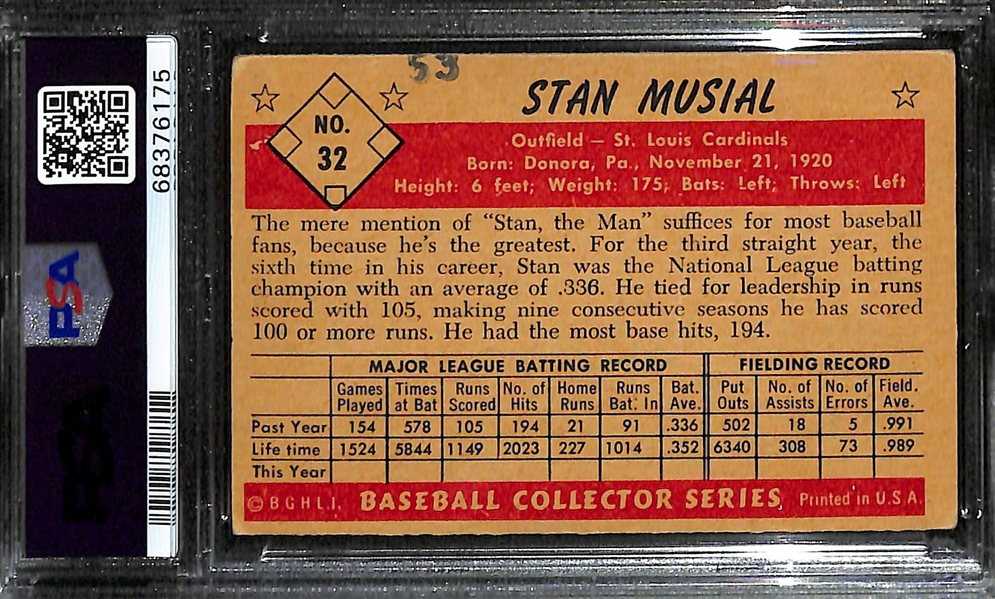 68376175
PSA
PSA
53
STAN MUSIAL
NO.
32
Outfield — St. Louis Cardinals
Born: Donora, Pa., November 21, 1920
Height: 6 feet; Weight: 175; Bats: Left; Throws: Left
The mere mention of “Stan, the Man” suffices for most baseball
fans, because he's the greatest. For the third straight year, the
sixth time in his career, Stan was the National League batting
champion with an average of .336. He tied for leadership in runs
scored with 105, making nine consecutive seasons he has scored
100 or more runs. He had the most base hits, 194.
MAJOR LEAGUE BATTING RECORD FIELDING RECORD
Games Times Runs No. of Home Runs Bat. Put No. of No. of Field.
Played at Bat Scored Hits Runs Bat. In Ave. Outs Assists Errors Ave.
Past Year 154 578 105 194 21 91 .336 502 18 5 .991
Life time 1524 5844 1149 2023 227 1014 .352 6340 308 73 .989
This Year
© B.G.H.L.I. BASEBALL COLLECTOR SERIES Printed in U.S.A.